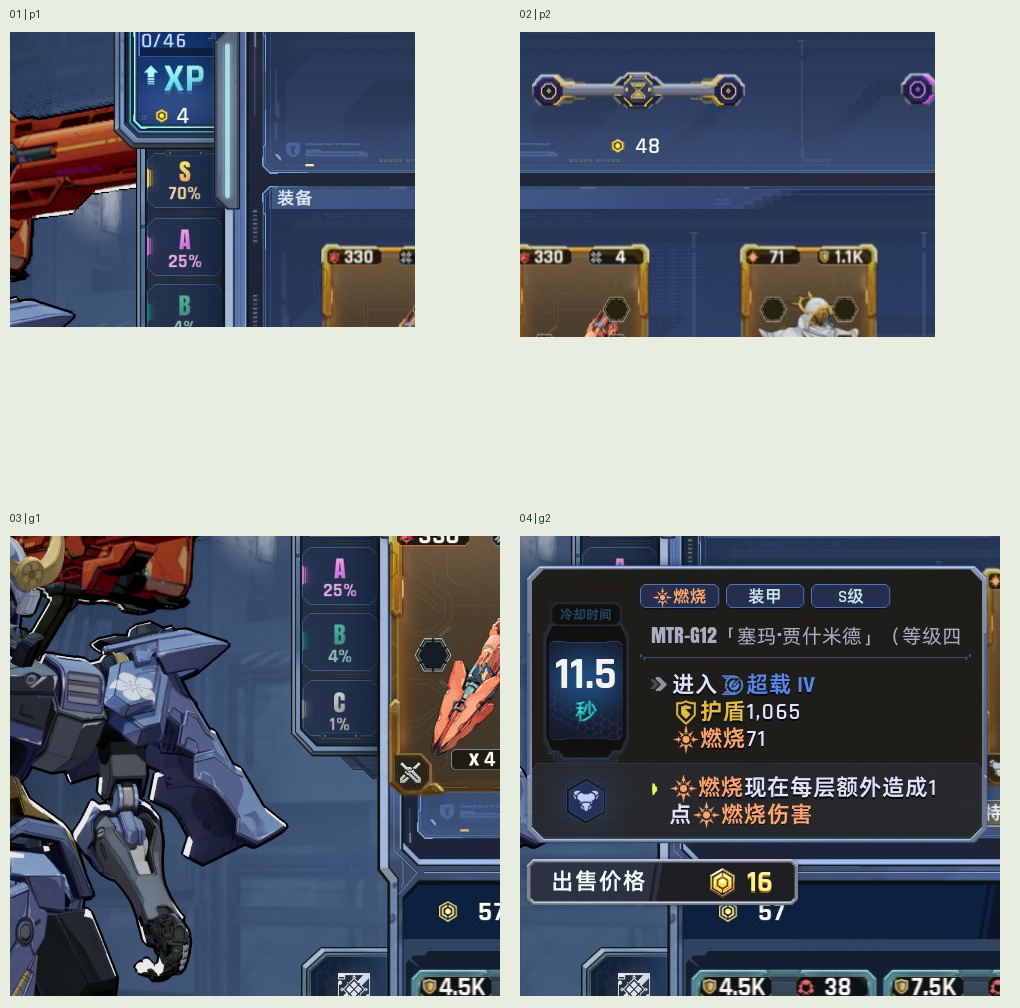 01|p1
0/46
XP
4
S
70%
A
25%
B
4%
装备
330
02|p2
48
330 4
71 1.1K
03|g1
A
25%
B
4%
C
1%
330
X 4
57
4.5K
04|g2
A
燃烧 装甲 S级
冷却时间
11.5
秒
MTR-G12「塞玛·贾什米德」（等级四
进入超载 IV
护盾1,065
燃烧71
燃烧现在每层额外造成1
点燃烧伤害
持
出售价格 16
57
4.5K 38 7.5K